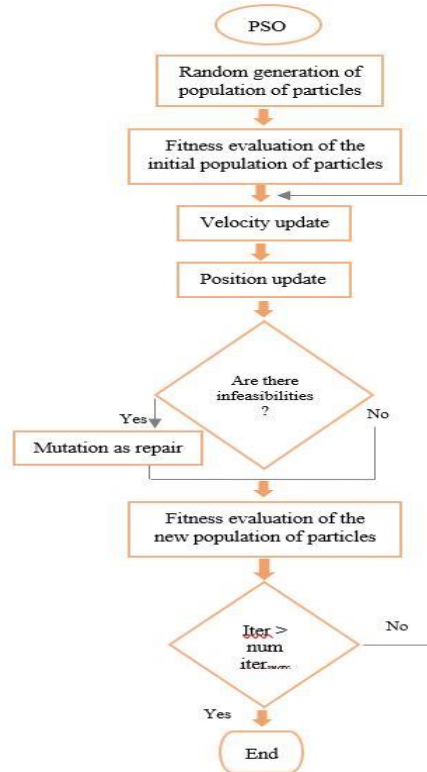 PSO
Random generation of
population of particles
Fitness evaluation of the
initial population of particles
Velocity update
Position update
Are there
infeasibilities
?
Yes
No
Mutation as repair
Fitness evaluation of the
new population of particles
Iter >
num
iter
No
Yes
End